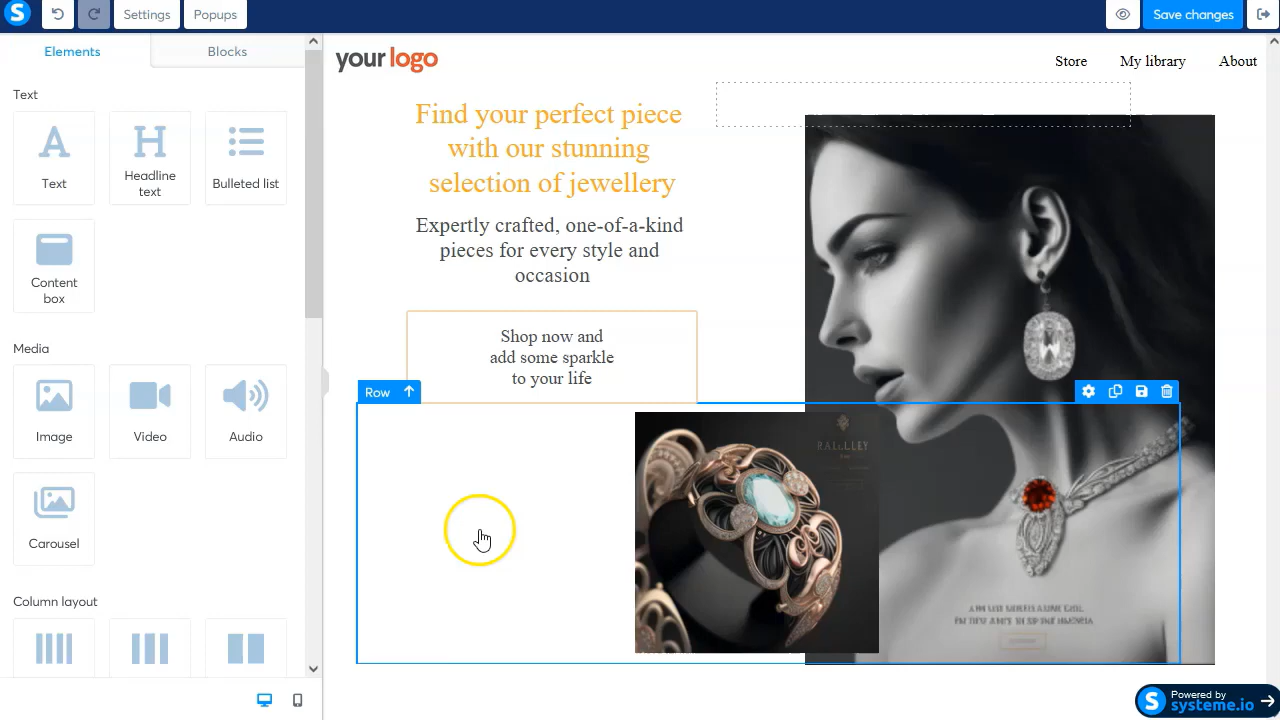 S
Settings
Popups
Save changes
Elements
Blocks
Text
A
Text
H
Headline
text
Bulleted list
Content
box
Media
Image
Video
Audio
Carousel
Column layout
your logo
Store
My library
About
Find your perfect piece
with our stunning
selection of jewellery
Expertly crafted, one-of-a-kind
pieces for every style and
occasion
Shop now and
add some sparkle
to your life
Row
S
Powered by
systeme.io